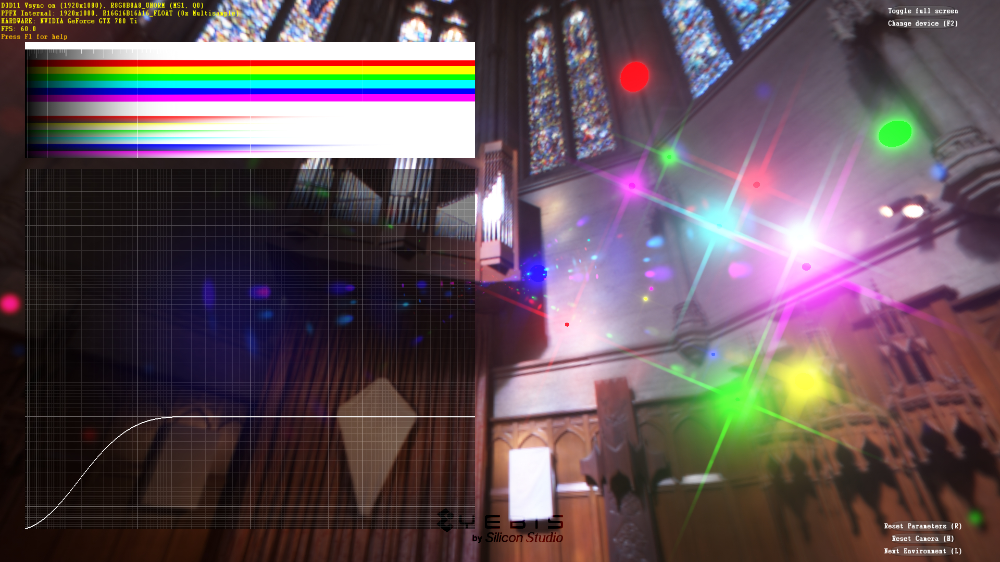 D3D11 Vsync on (1920x1080), R8G8B8A8_UNORM (MS1, Q0)
PPFX Internal: 1920x1080, R16G16B16A16_FLOAT (0x Multisample)
HARDWARE: NVIDIA GeForce GTX 780 Ti
FPS: 60.0
Press F1 for help
Toggle full screen
Change device (F2)
YEBIS
by Silicon Studio
Reset Parameters (R)
Reset Camera (H)
Next Environment (L)